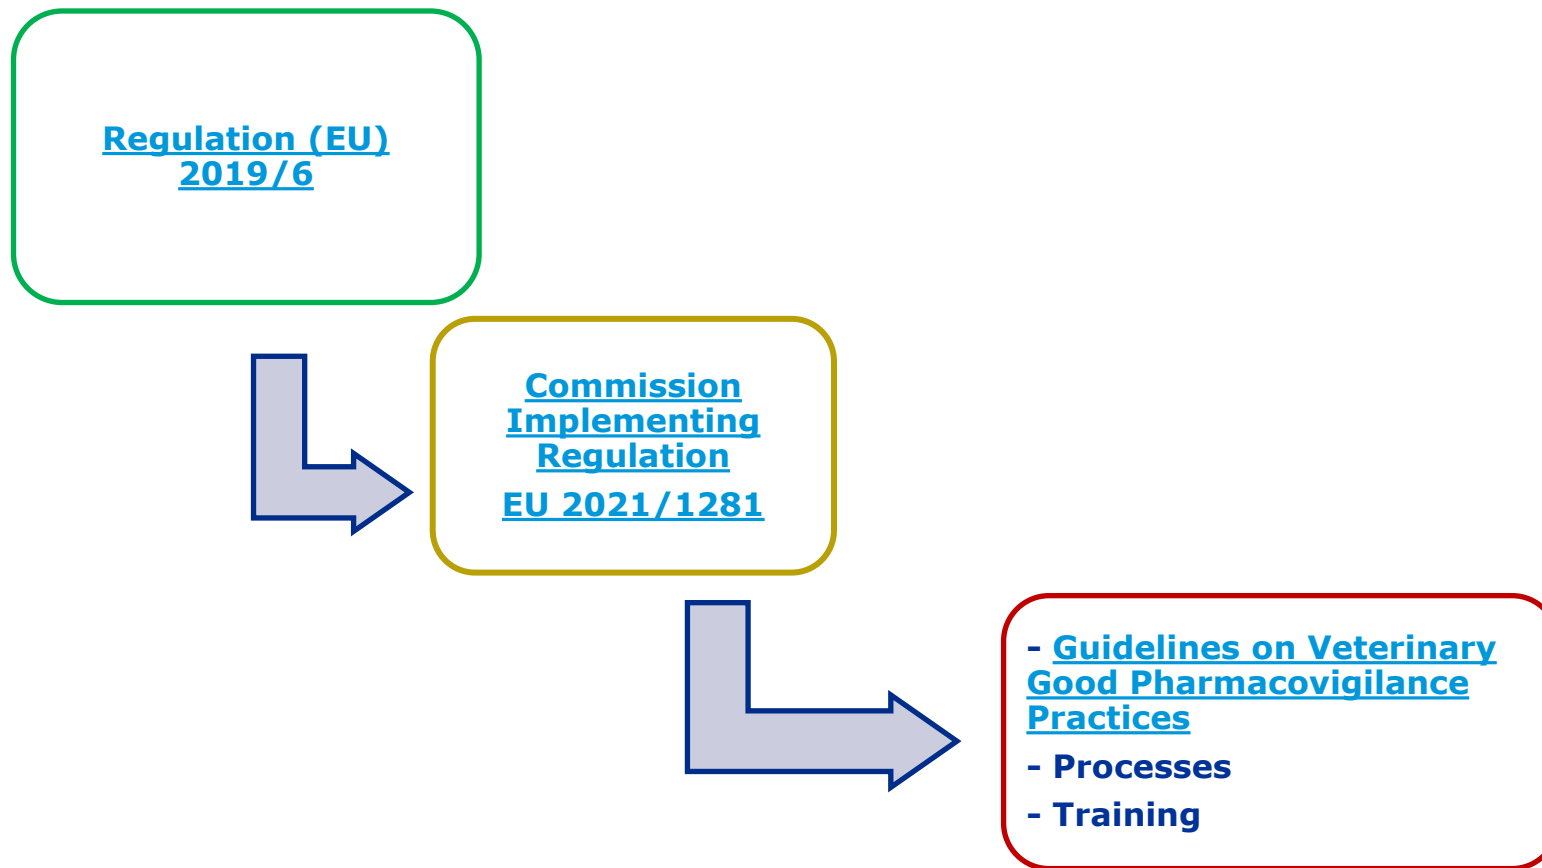 Regulation (EU)
2019/6
Commission
Implementing
Regulation
EU 2021/1281
- Guidelines on Veterinary
Good Pharmacovigilance
Practices
- Processes
- Training